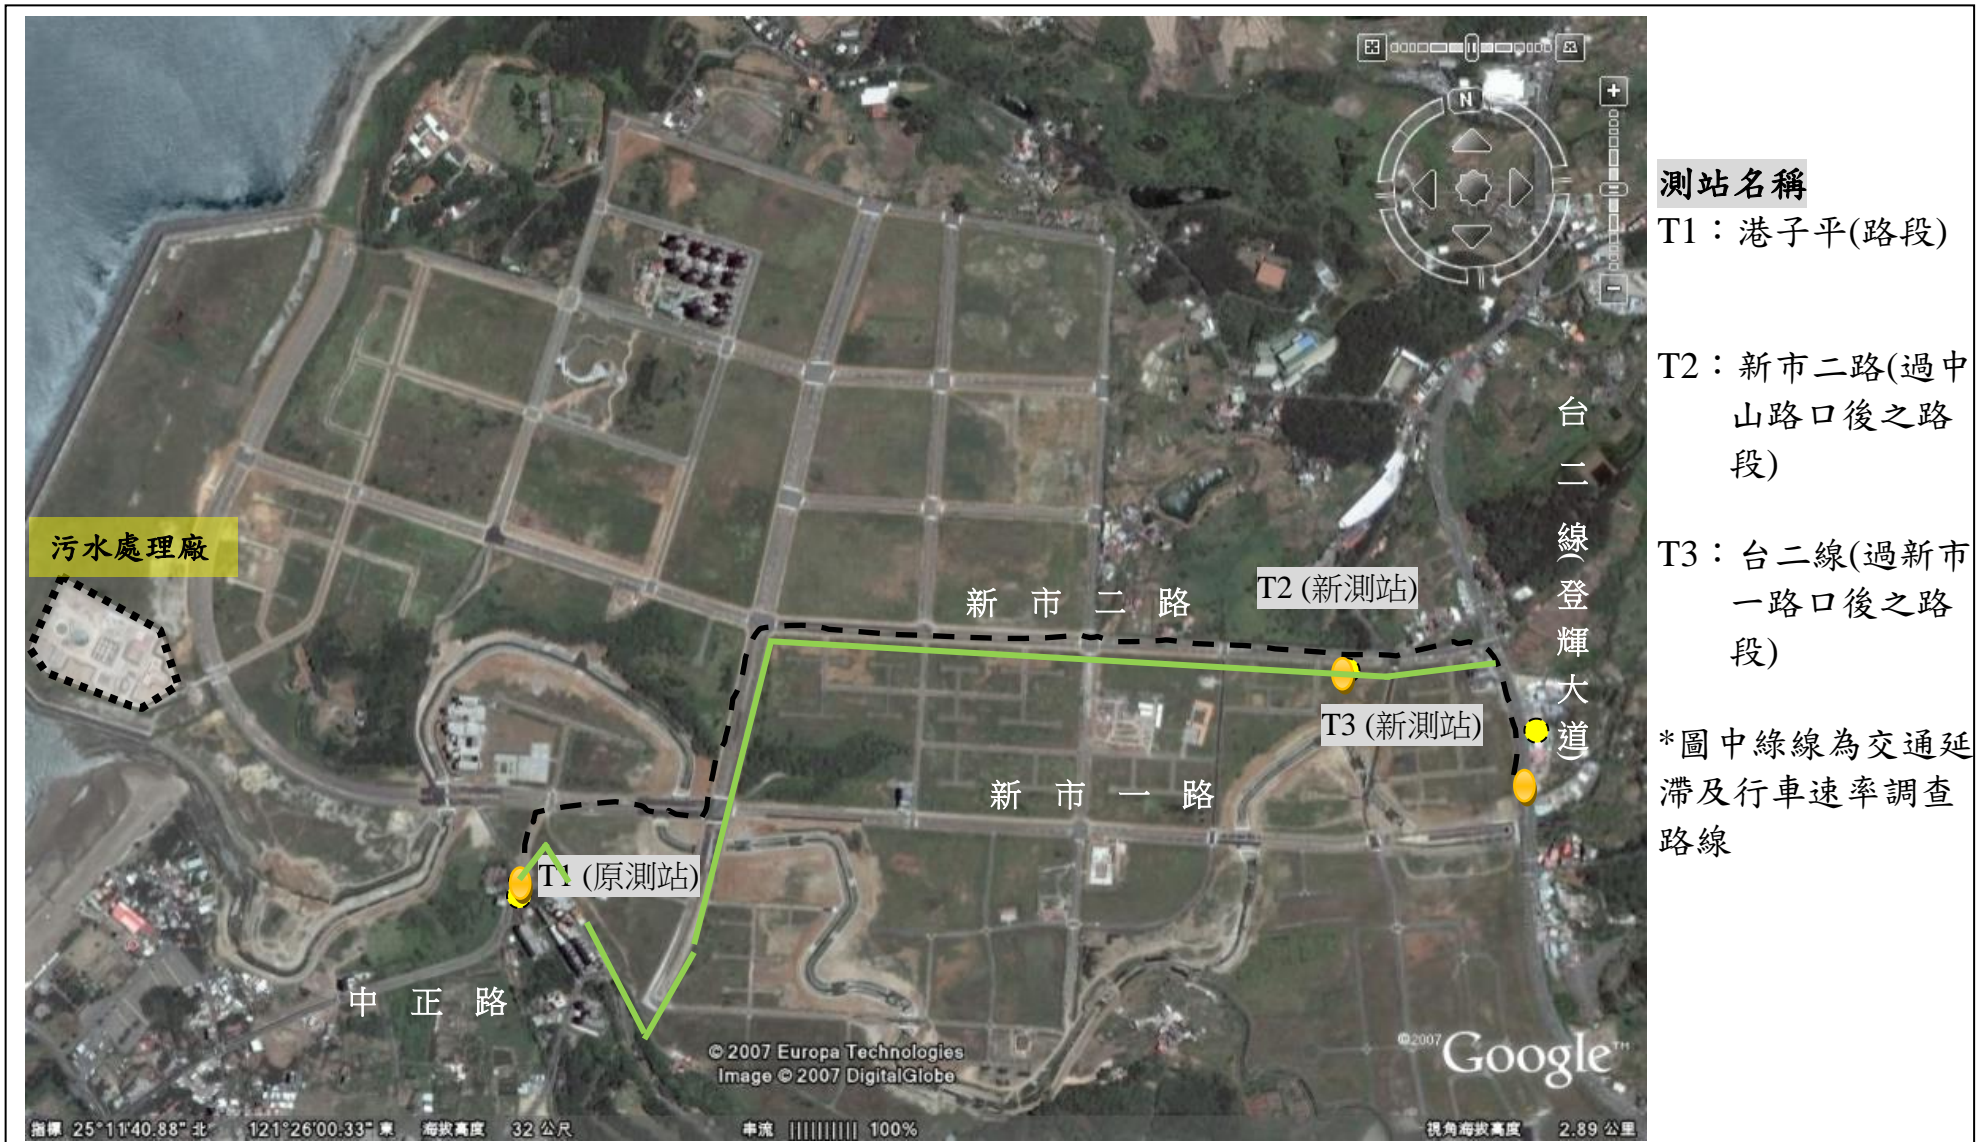 N
測站名稱
T1：港子平(路段)
T2：新市二路(過中
山路口後之路
段)
T3：台二線(過新市
一路口後之路
段)
*圖中綠線為交通延
滯及行車速率調查
路線
台二線(登輝大道)
污水處理廠
T2 (新測站)
新市二路
T3 (新測站)
新市一路
T1 (原測站)
中正路
© 2007 Europa Technologies
Image © 2007 DigitalGlobe
©2007 Google™
指標 25°11'40.88" 北 121°26'00.33" 東 海拔高度 32 公尺 串流 |||||||||| 100% 視角海拔高度 2.89 公里